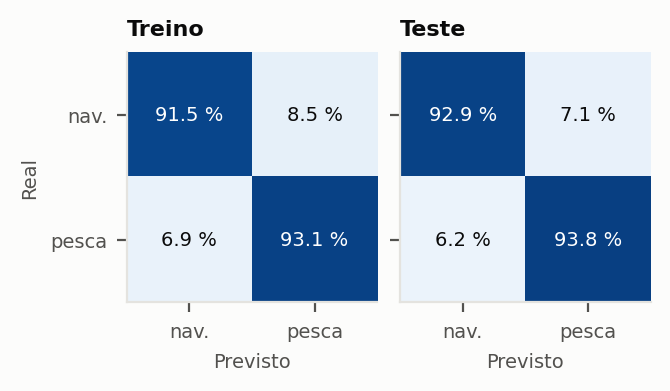 Treino
Teste
Real
nav.
91.5 %
8.5 %
92.9 %
7.1 %
pesca
6.9 %
93.1 %
6.2 %
93.8 %
nav.
pesca
nav.
pesca
Previsto
Previsto